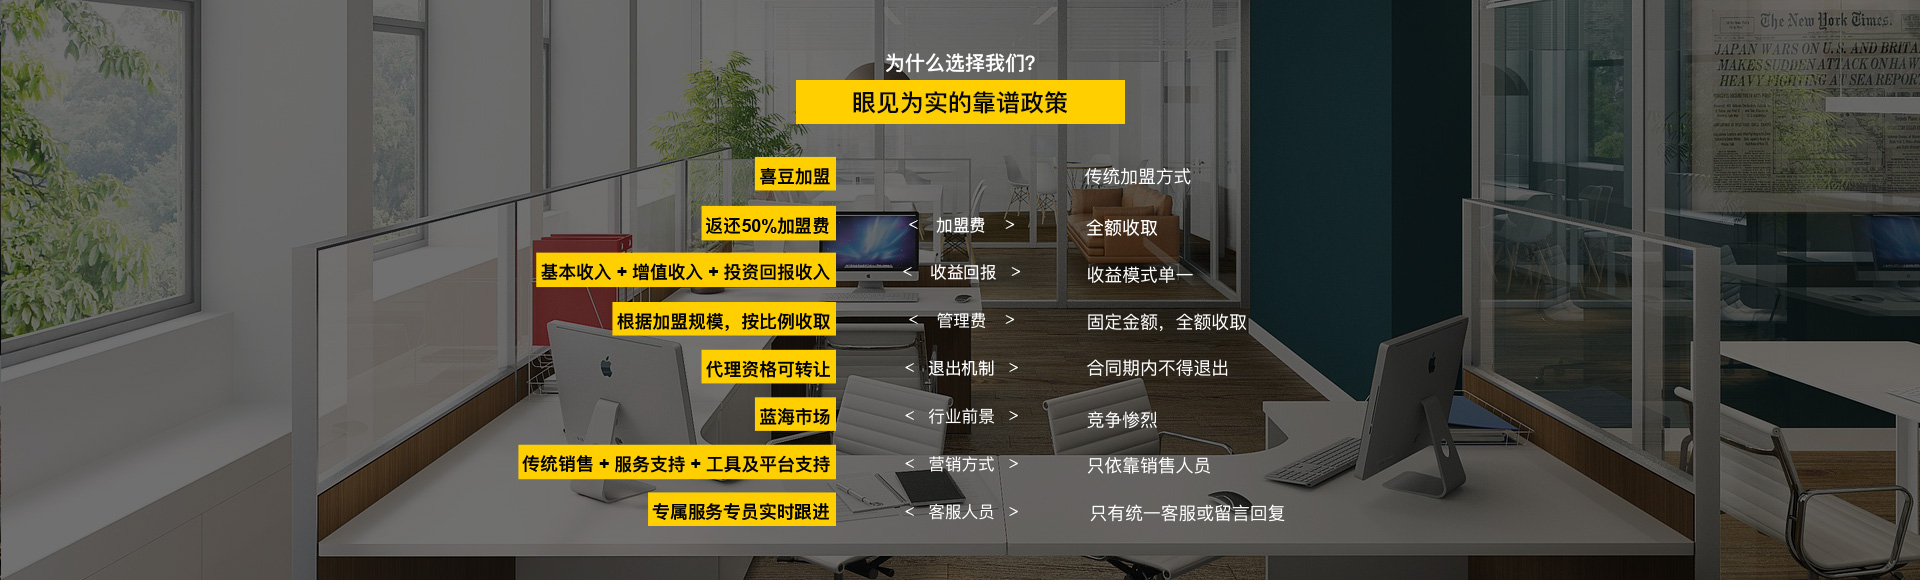 为什么选择我们?
眼见为实的靠谱政策
喜豆加盟 传统加盟方式
返还50%加盟费 < 加盟费 > 全额收取
基本收入 + 增值收入 + 投资回报收入 < 收益回报 > 收益模式单一
根据加盟规模，按比例收取 < 管理费 > 固定金额，全额收取
代理资格可转让 < 退出机制 > 合同期内不得退出
蓝海市场 < 行业前景 > 竞争惨烈
传统销售 + 服务支持 + 工具及平台支持 < 营销方式 > 只依靠销售人员
专属服务专员实时跟进 < 客服人员 > 只有统一客服或留言回复
The New York Times.
JAPAN WARS ON U.S. AND BRITA
MAKES SUDDEN ATTACK ON HAW
HEAVY FIGHTING AT SEA REPOR